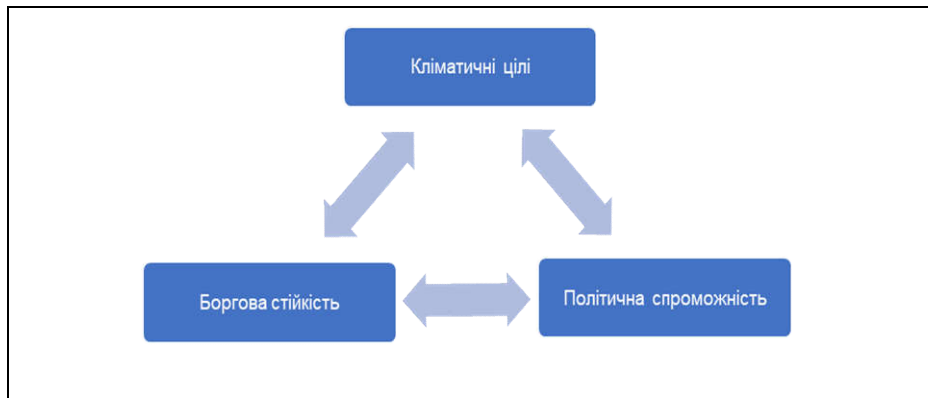 Кліматичні цілі
Боргова стійкість
Політична спроможність